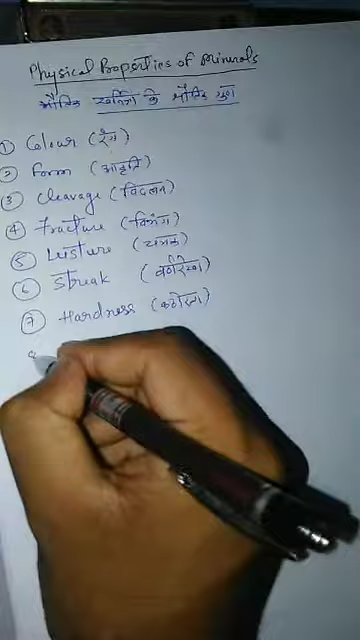 Physical Properties of Minerals
भौतिक खनिजो के भौतिक गुण
① Colour (रंग)
② Form (आकृति)
③ Cleavage (विदलन)
④ Fracture (विभंग)
⑤ Lusture (चमक)
⑥ Streak (वर्णरेखा)
⑦ Hardness (कठोरता)
8